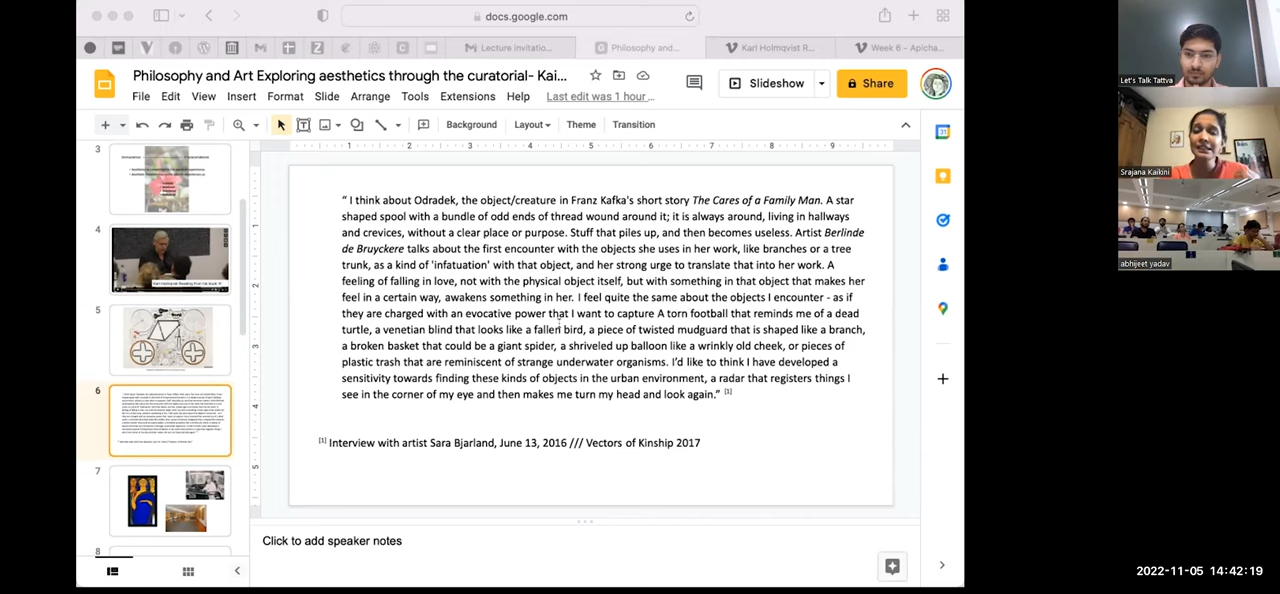 docs.google.com
Lecture invitatio...
Philosophy and...
Karl Holmqvist R...
Week 6 - Apicha...
Philosophy and Art Exploring aesthetics through the curatorial- Kai...
File Edit View Insert Format Slide Arrange Tools Extensions Help Last edit was 1 hour ...
Slideshow
Share
Background Layout Theme Transition
1 2 3 4 5 6 7 8 9
3
4
5
6
7
8
“ I think about Odratek, the object/creature in Franz Kafka's short story The Cares of a Family Man. A star
shaped spool with a bundle of odd ends of thread wound around it; it is always around, living in hallways
and crevices, without a place or purpose. Stuff that piles up, and then becomes useless. Artist Berlinde
de Bruyckere talks about the first encounter with the objects she uses in her work, like branches or a tree
trunk, as a kind of 'infatuation' with that object, and her strong urge to translate that into her work. A
feeling of falling in love, not with the physical object itself, but with something in that object that makes her
feel in a certain way, awakens something in her. I feel quite the same about the objects I encounter - as if
they are charged with an evocative power that I want to capture A torn football that reminds me of a dead
turtle, a venetian blind that looks like a fallen bird, a piece of twisted mudguard that is shaped like a branch,
a broken basket that could be a giant spider, a shriveled up balloon like a wrinkly old cheek, or pieces of
plastic trash that are reminiscent of strange underwater organisms. I'd like to think I have developed a
sensitivity towards finding these kinds of objects in the urban environment, a radar that registers things I
see in the corner of my eye and then makes me turn my head and look again.” [1]
[1] Interview with artist Sara Bjarland, June 13, 2016 /// Vectors of Kinship 2017
1 2 3 4 5
Click to add speaker notes
Let's Talk Tattva
Srajana Kaikini
abhijeet yadav
2022-11-05 14:42:19